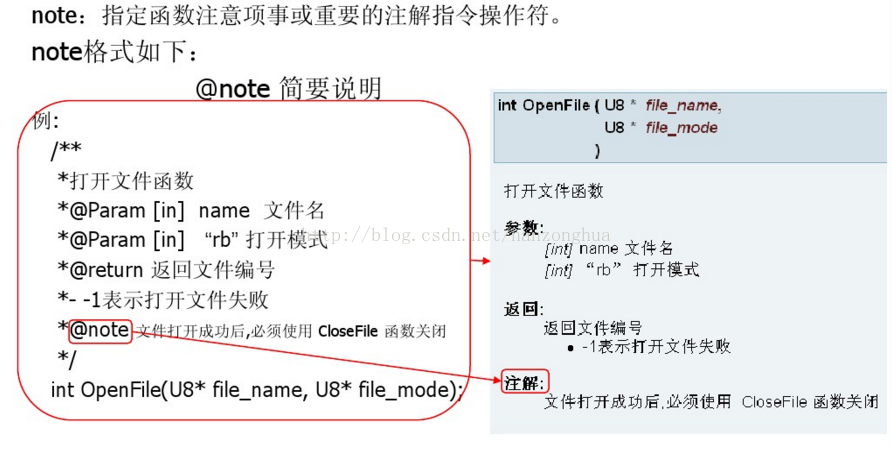 note：指定函数注意项事或重要的注解指令操作符。
note格式如下：
@note 简要说明
例:
/**
*打开文件函数
*@Param [in] name 文件名
*@Param [in] “rb” 打开模式
*@return 返回文件编号
*- -1表示打开文件失败
*@note 文件打开成功后,必须使用 CloseFile 函数关闭
*/
int OpenFile(U8* file_name, U8* file_mode);
int OpenFile ( U8 * file_name,
U8 * file_mode
)
打开文件函数
参数:
[int] name 文件名
[int] “rb” 打开模式
返回:
返回文件编号
● -1表示打开文件失败
注解:
文件打开成功后,必须使用 CloseFile 函数关闭
http://blog.csdn.net/hanzonghua